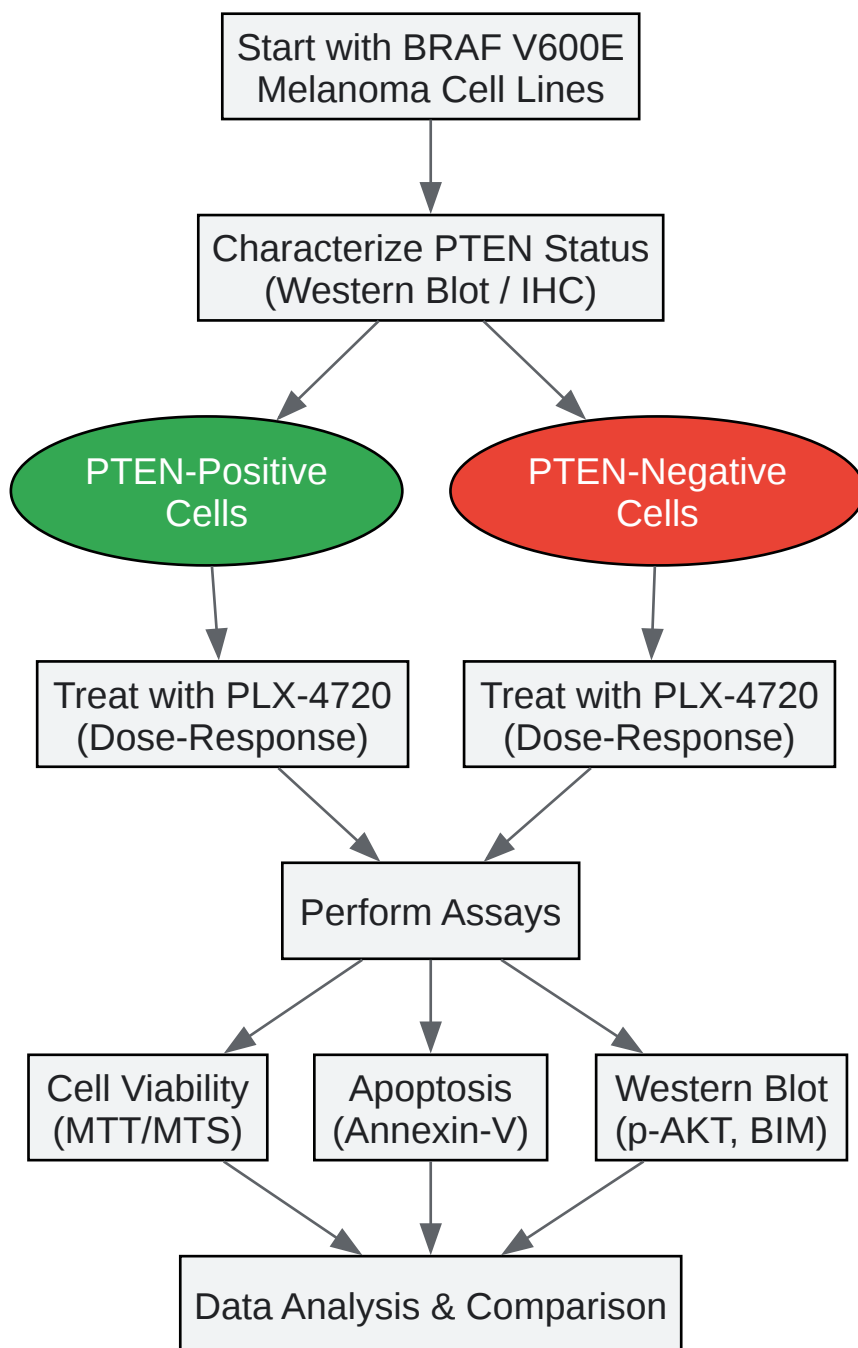 Start with BRAF V600E
Melanoma Cell Lines
Characterize PTEN Status
(Western Blot / IHC)
PTEN-Positive
Cells
PTEN-Negative
Cells
Treat with PLX-4720
(Dose-Response)
Treat with PLX-4720
(Dose-Response)
Perform Assays
Cell Viability
(MTT/MTS)
Apoptosis
(Annexin-V)
Western Blot
(p-AKT, BIM)
Data Analysis & Comparison